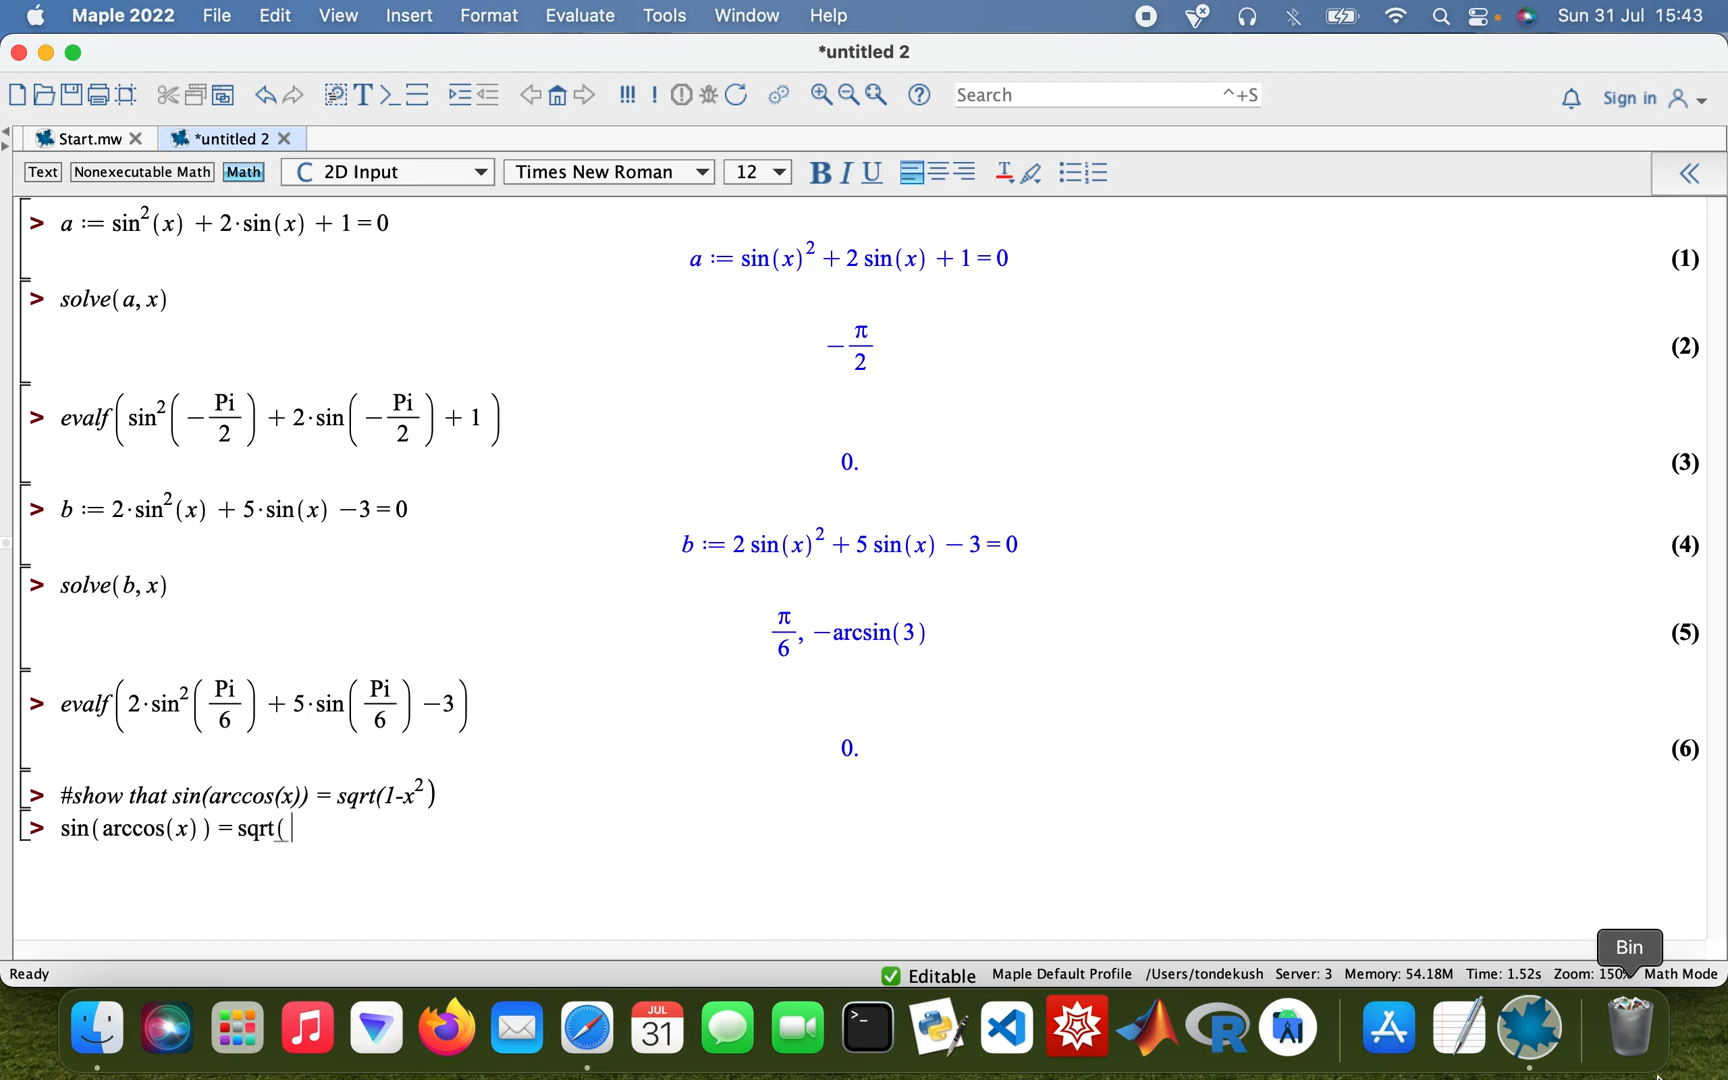 Maple 2022 File Edit View Insert Format Evaluate Tools Window Help Sun 31 Jul 15:43
*untitled 2
Search ^+S Sign in
Start.mw *untitled 2
Text Nonexecutable Math Math C 2D Input Times New Roman 12 B I U
> a := sin²(x) + 2·sin(x) + 1 = 0
a := sin(x)² + 2 sin(x) + 1 = 0 (1)
> solve(a, x)
−π/2 (2)
> evalf(sin²(−Pi/2) + 2·sin(−Pi/2) + 1)
0. (3)
> b := 2·sin²(x) + 5·sin(x) −3 = 0
b := 2 sin(x)² + 5 sin(x) − 3 = 0 (4)
> solve(b, x)
π/6, −arcsin(3) (5)
> evalf(2·sin²(Pi/6) + 5·sin(Pi/6) −3)
0. (6)
> #show that sin(arccos(x)) = sqrt(1-x²)
> sin(arccos(x)) = sqrt(
Bin
Ready Editable Maple Default Profile /Users/tondekush Server: 3 Memory: 54.18M Time: 1.52s Zoom: 150% Math Mode
JUL
31